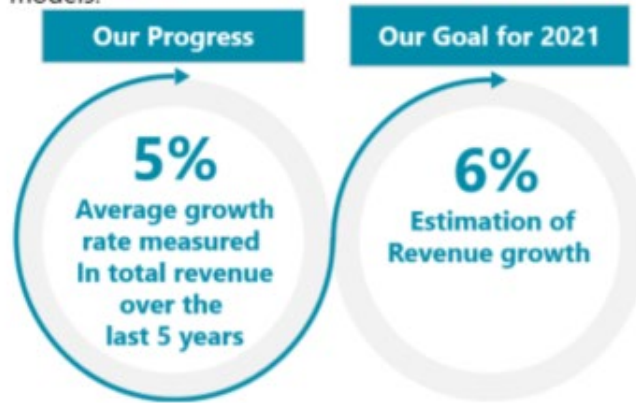 models.
Our Progress
5%
Average growth
rate measured
In total revenue
over the
last 5 years
Our Goal for 2021
6%
Estimation of
Revenue growth